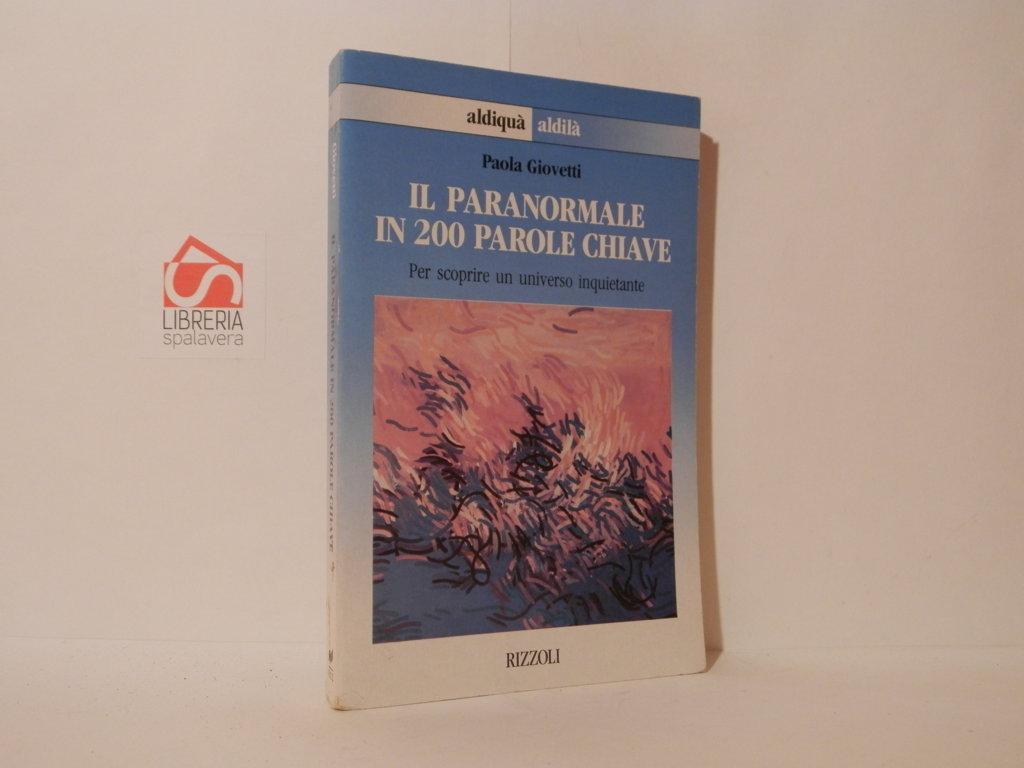 aldiquà aldilà
Paola Giovetti
IL PARANORMALE
IN 200 PAROLE CHIAVE
Per scoprire un universo inquietante
RIZZOLI
IL PARANORMALE IN 200 PAROLE CHIAVE
LIBRERIA
spalavera